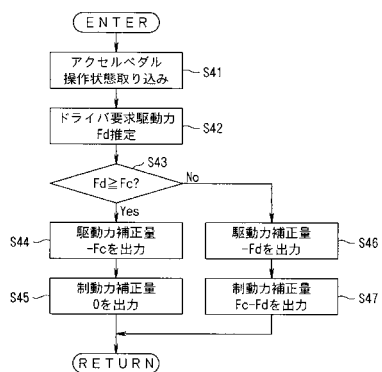 ENTER
アクセルペダル
操作状態取り込み
S41
ドライバ要求駆動力
Fd推定
S42
S43
Fd≧Fc?
No
Yes
S44
駆動力補正量
-Fcを出力
駆動力補正量
-Fdを出力
S46
S45
制動力補正量
0を出力
制動力補正量
Fc-Fdを出力
S47
RETURN